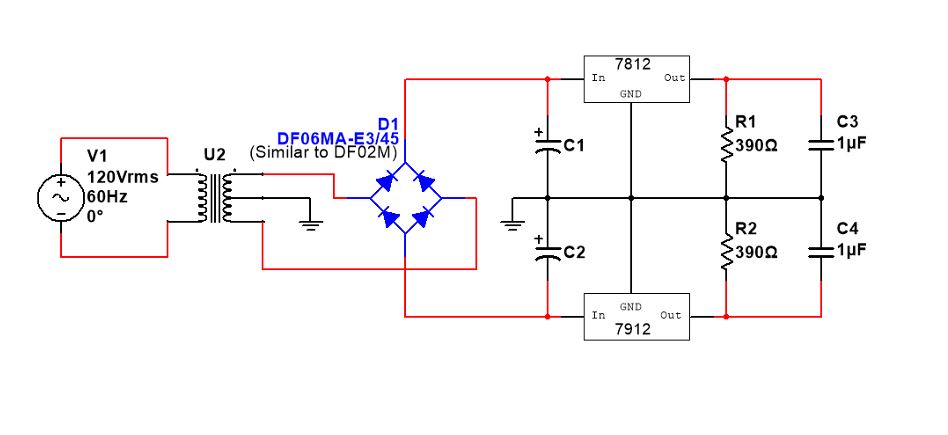 7812
In
Out
GND
D1
DF06MA-E3/45
(Similar to DF02M)
V1
120Vrms
60Hz
0°
U2
+
C1
R1
390Ω
C3
1µF
+
C2
R2
390Ω
C4
1µF
GND
In
Out
7912